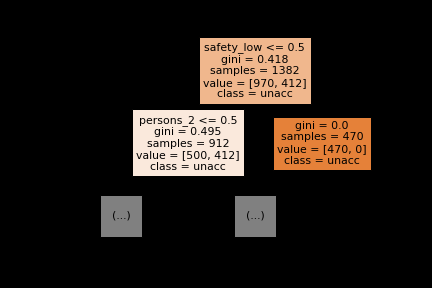 safety_low <= 0.5
gini = 0.418
samples = 1382
value = [970, 412]
class = unacc
persons_2 <= 0.5
gini = 0.495
samples = 912
value = [500, 412]
class = unacc
gini = 0.0
samples = 470
value = [470, 0]
class = unacc
(...)
(...)